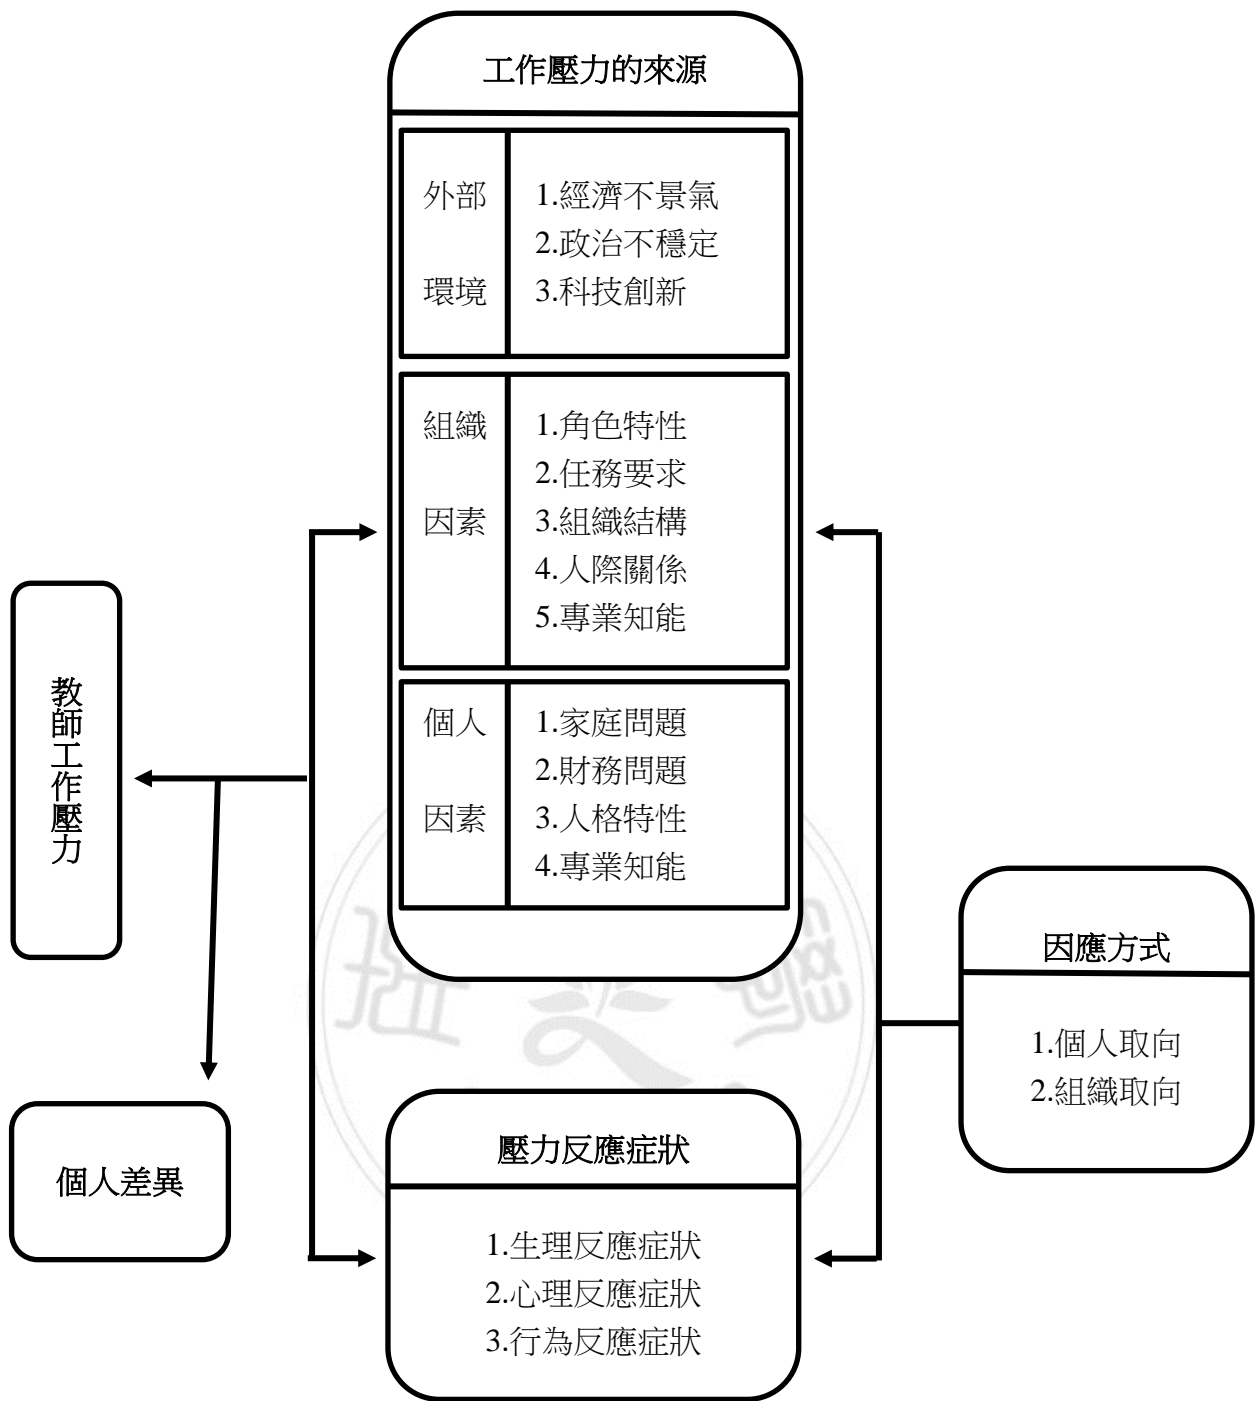 工作壓力的來源
外部
環境
1.經濟不景氣
2.政治不穩定
3.科技創新
組織
因素
1.角色特性
2.任務要求
3.組織結構
4.人際關係
5.專業知能
個人
因素
1.家庭問題
2.財務問題
3.人格特性
4.專業知能
教師工作壓力
個人差異
因應方式
1.個人取向
2.組織取向
壓力反應症狀
1.生理反應症狀
2.心理反應症狀
3.行為反應症狀